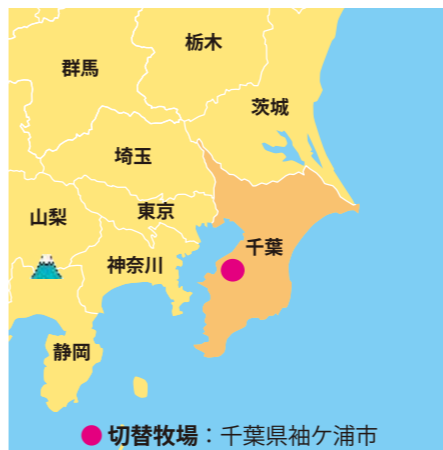 栃木
群馬
茨城
埼玉
東京
山梨
千葉
神奈川
静岡
切替牧場：千葉県袖ケ浦市